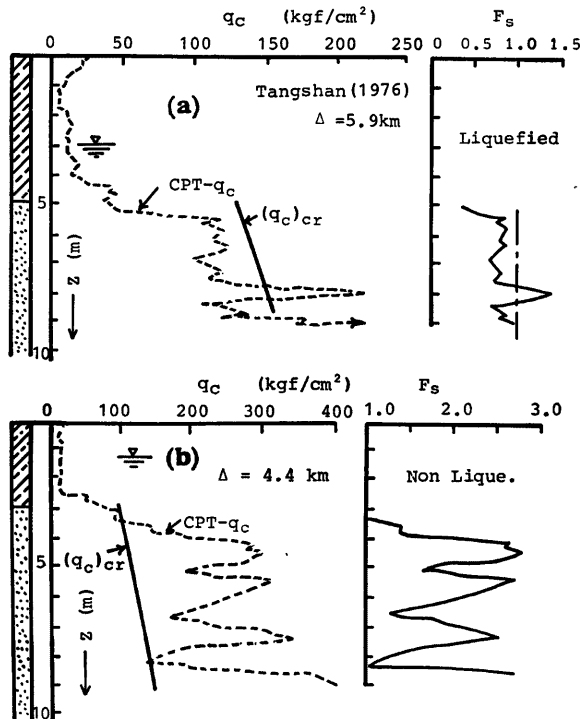 q_c (kgf/cm²) F_s
0 50 100 150 200 250 0 0.5 1.0 1.5
(a) Tangshan(1976)
Δ =5.9km
Liquefied
CPT-q_c
5 (q_c)_cr
Z (m)
10
q_c (kgf/cm²) F_s
0 100 200 300 400 1.0 2.0 3.0
(b) Δ = 4.4 km Non Lique.
CPT-q_c
5 (q_c)_cr
Z (m)
10